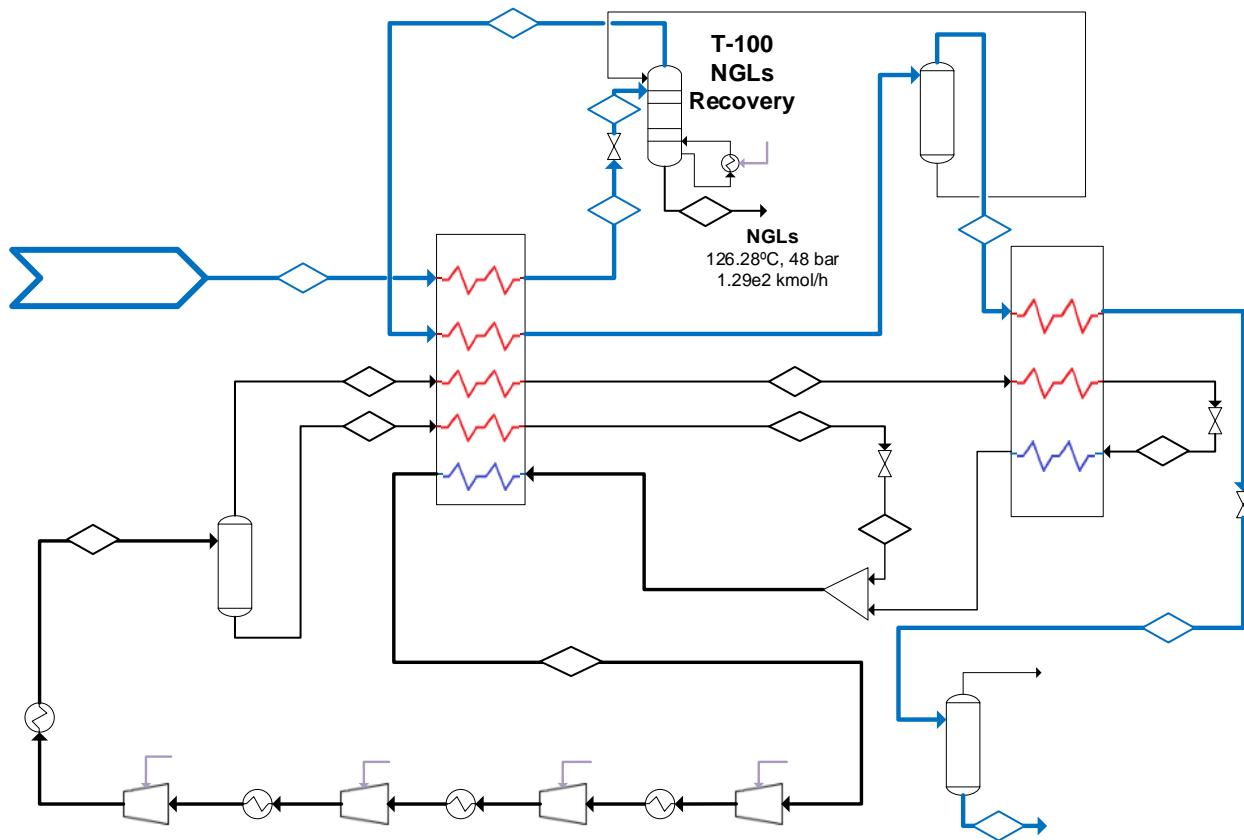 T-100
NGLs
Recovery
NGLs
126.28ºC, 48 bar
1.29e2 kmol/h